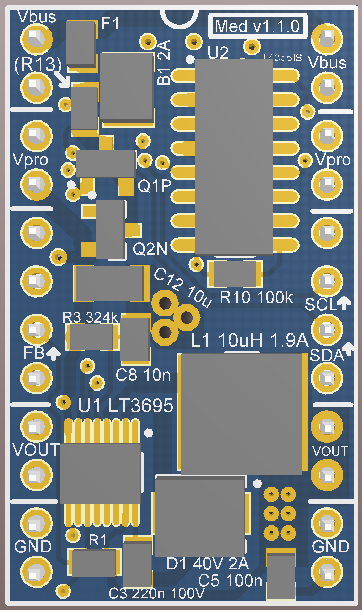 Vbus
F1
Med v1.1.0
B1 2A
U2
(R13)
Vbus
Vpro
Vpro
Q1P
Q2N
C12 10u
R10 100k
SCL
R3 324k
L1 10uH 1.9A
FB
SDA
C8 10n
U1 LT3695
VOUT
VOUT
R1
GND
GND
D1 40V 2A
C5 100n
C3 220n 100V